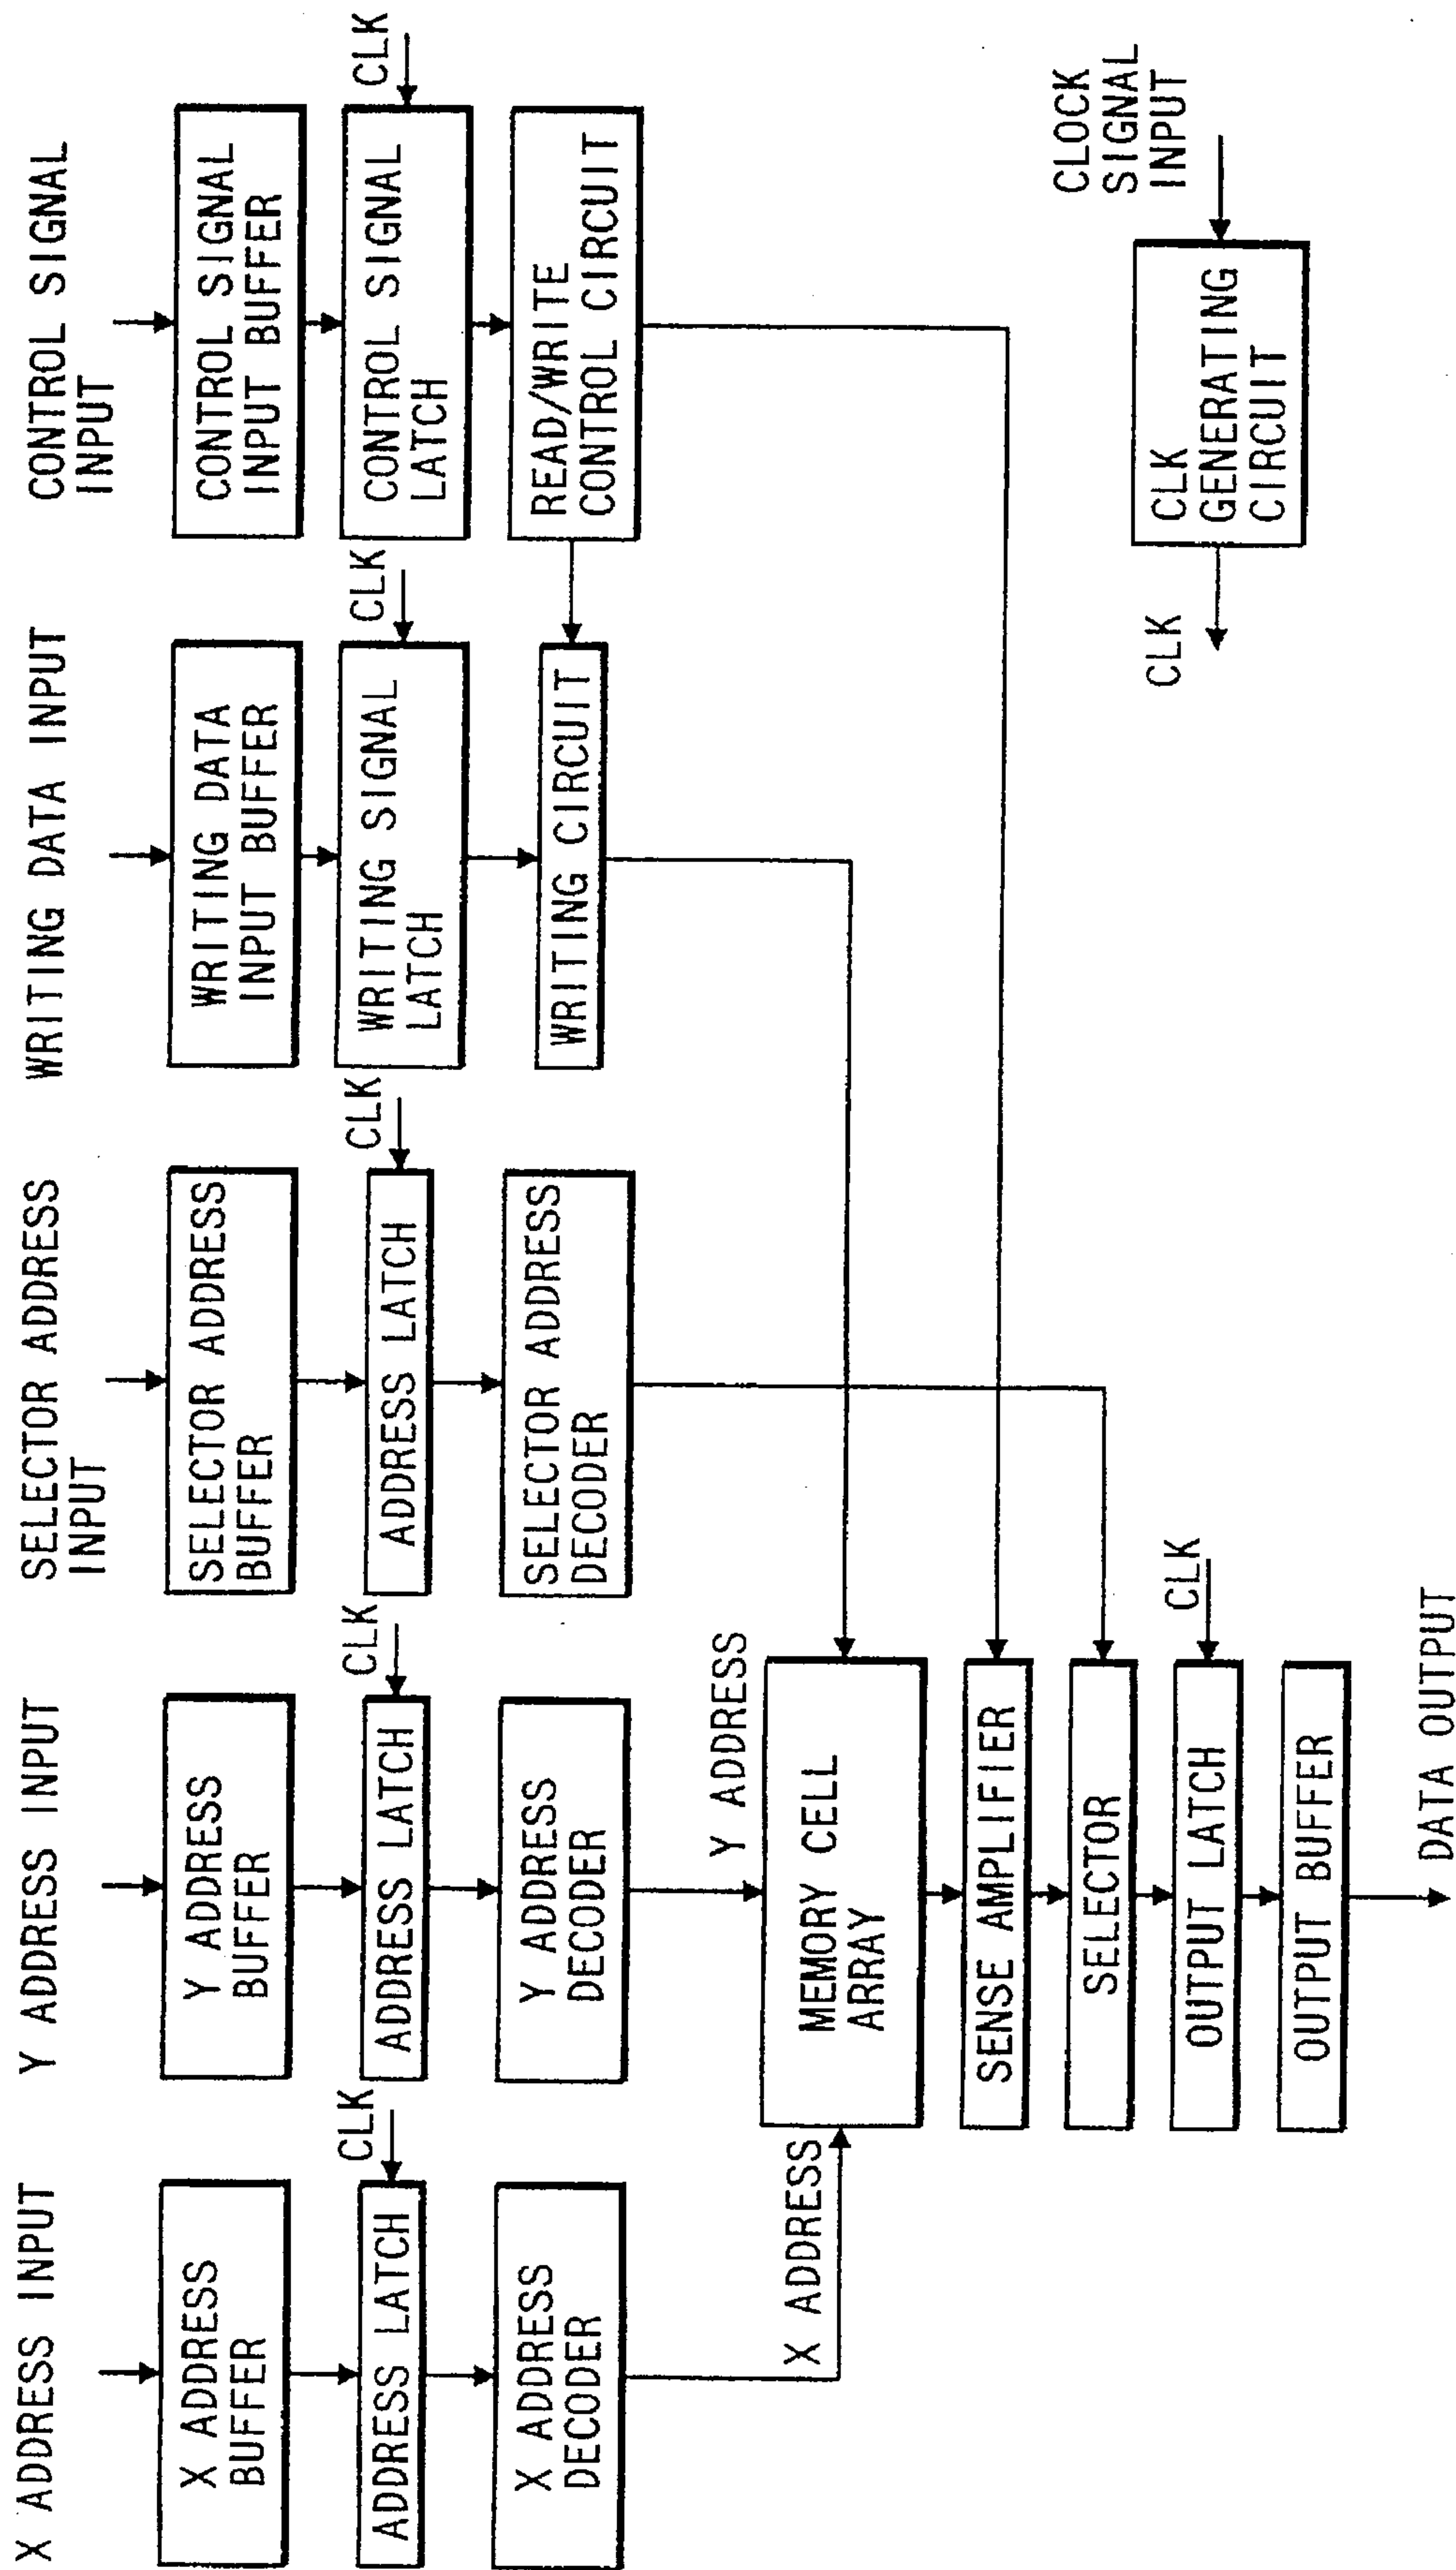 X ADDRESS INPUT
Y ADDRESS INPUT
SELECTOR ADDRESS
INPUT
WRITING DATA INPUT
CONTROL SIGNAL
INPUT
X ADDRESS
BUFFER
Y ADDRESS
BUFFER
SELECTOR ADDRESS
BUFFER
WRITING DATA
INPUT BUFFER
CONTROL SIGNAL
INPUT BUFFER
CLK
CLK
CLK
CLK
CLK
ADDRESS LATCH
ADDRESS LATCH
ADDRESS LATCH
WRITING SIGNAL
LATCH
CONTROL SIGNAL
LATCH
X ADDRESS
DECODER
Y ADDRESS
DECODER
SELECTOR ADDRESS
DECODER
WRITING CIRCUIT
READ/WRITE
CONTROL CIRCUIT
Y ADDRESS
X ADDRESS
MEMORY CELL
ARRAY
SENSE AMPLIFIER
SELECTOR
CLK
OUTPUT LATCH
OUTPUT BUFFER
DATA OUTPUT
CLOCK
SIGNAL
INPUT
CLK
CLK
GENERATING
CIRCUIT